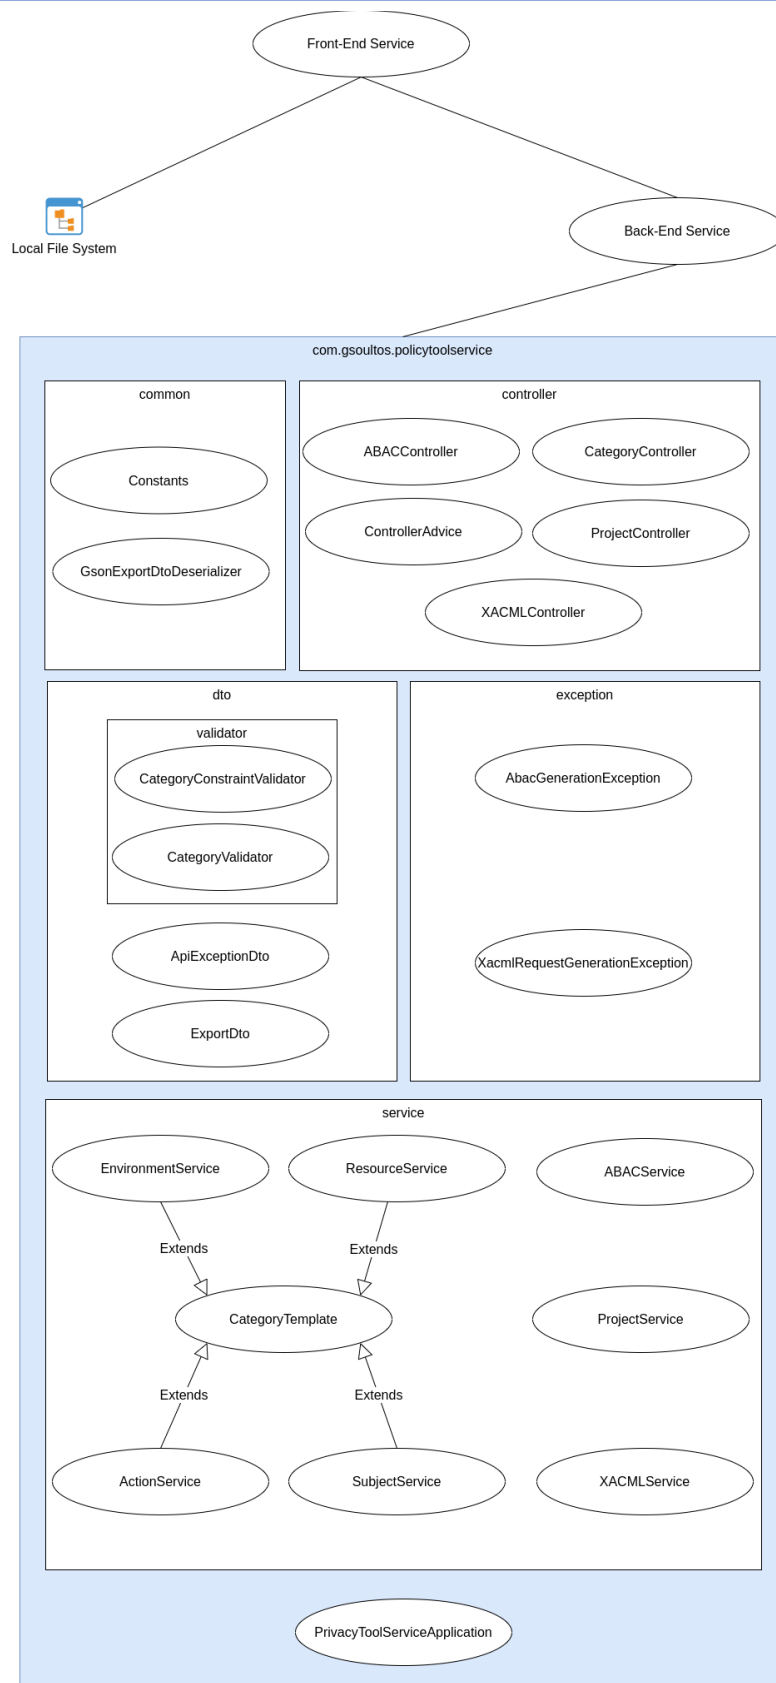 Front-End Service
Local File System
Back-End Service
com.gsoultos.policytoolservice
common
controller
ABACController
CategoryController
Constants
ControllerAdvice
ProjectController
GsonExportDtoDeserializer
XACMLController
dto
exception
validator
CategoryConstraintValidator
AbacGenerationException
CategoryValidator
ApiExceptionDto
XacmlRequestGenerationException
ExportDto
service
EnvironmentService
ResourceService
ABACService
Extends
Extends
CategoryTemplate
ProjectService
Extends
Extends
ActionService
SubjectService
XACMLService
PrivacyToolServiceApplication